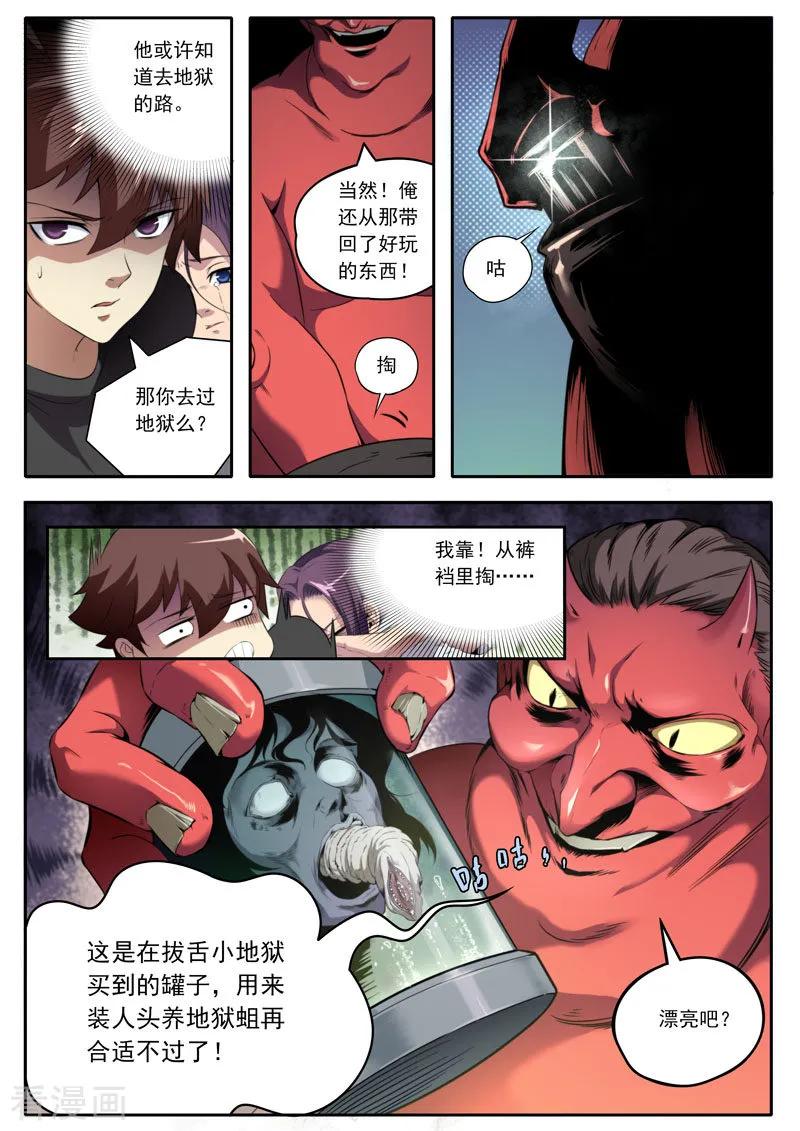 他或许知
道去地狱
的路。
那你去过
地狱么？
当然！俺
还从那带
回了好玩
的东西！
掏
咕
我靠！从裤
裆里掏……
咕咕
这是在拔舌小地狱
买到的罐子，用来
装人头养地狱蛆再
合适不过了！
漂亮吧？
看漫画